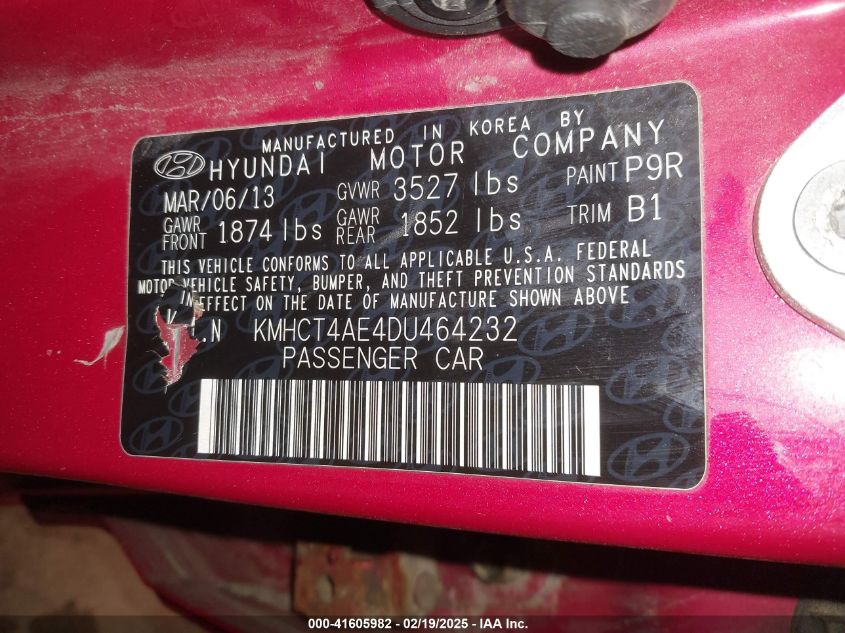 MANUFACTURED IN KOREA BY
HYUNDAI MOTOR COMPANY
MAR/06/13 GVWR 3527 lbs PAINT P9R
GAWR FRONT 1874 lbs GAWR REAR 1852 lbs TRIM B1
THIS VEHICLE CONFORMS TO ALL APPLICABLE U.S.A. FEDERAL
MOTOR VEHICLE SAFETY, BUMPER, AND THEFT PREVENTION STANDARDS
IN EFFECT ON THE DATE OF MANUFACTURE SHOWN ABOVE
V.I.N KMHCT4AE4DU464232
PASSENGER CAR
000-41605982 - 02/19/2025 - IAA Inc.